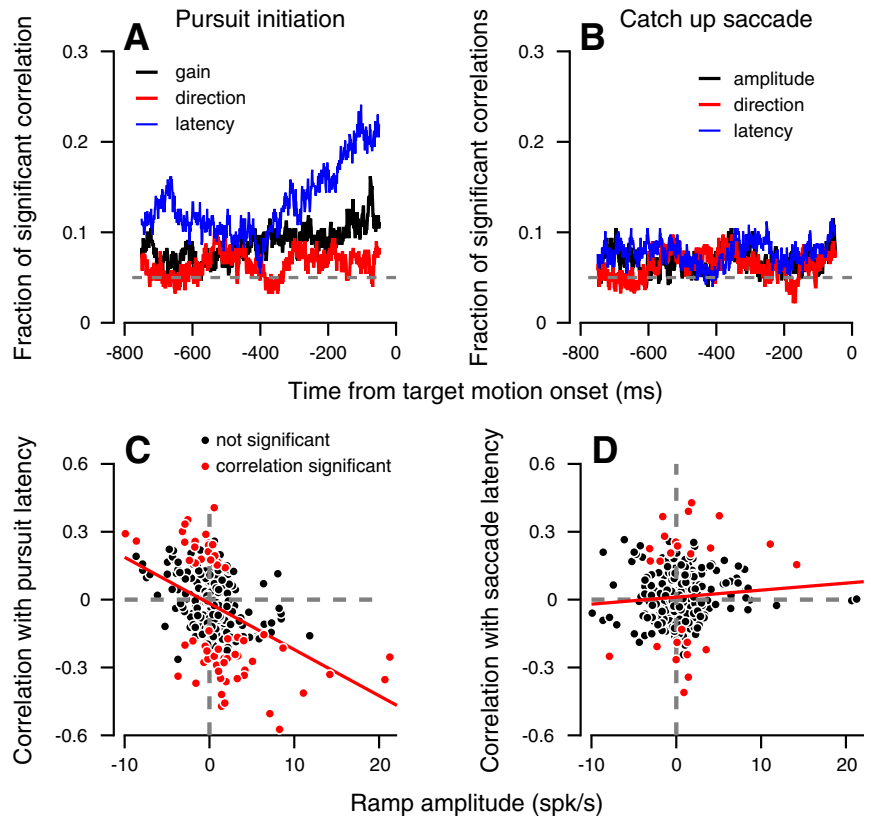 Pursuit initiation
Catch up saccade
A
B
Fraction of significant correlation
Fraction of significant correlations
0.3
0.2
0.1
0
gain
direction
latency
-800
-600
-400
-200
0
0.3
0.2
0.1
0
amplitude
direction
latency
-800
-600
-400
-200
0
Time from target motion onset (ms)
C
D
not significant
correlation significant
Correlation with pursuit latency
0.6
0.3
0
-0.3
-0.6
-10
0
10
20
Correlation with saccade latency
0.6
0.3
0
-0.3
-0.6
-10
0
10
20
Ramp amplitude (spk/s)